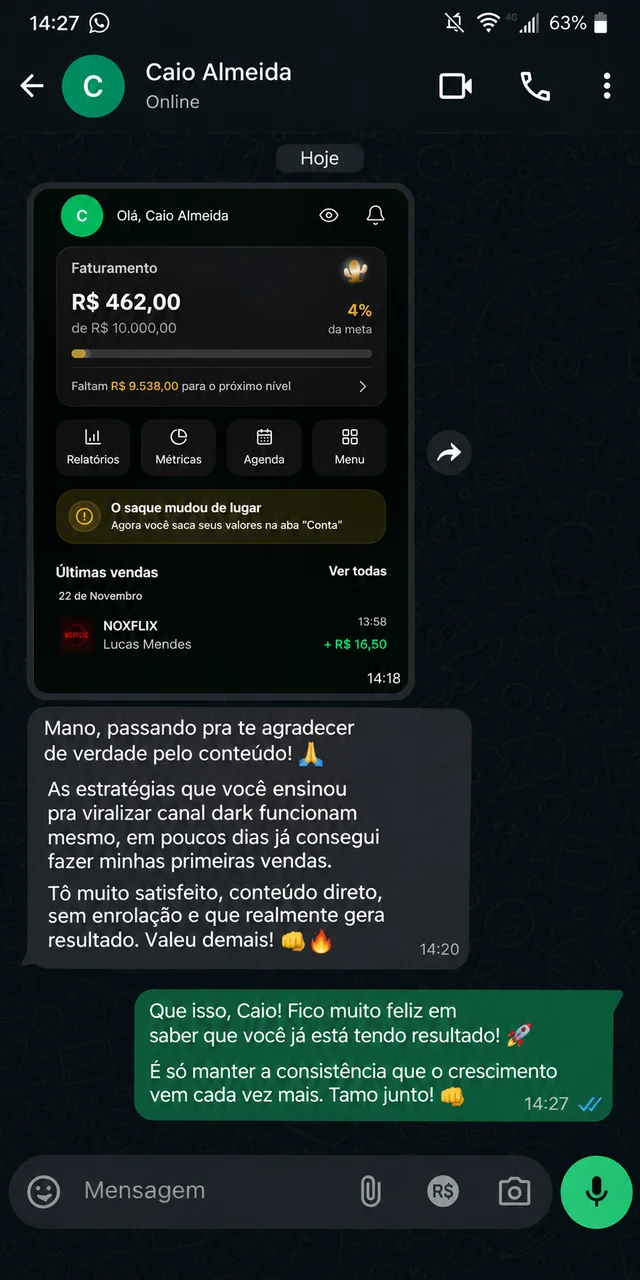 14:27
4G 63%
C
Caio Almeida
Online
Hoje
C
Olá, Caio Almeida
Faturamento
R$ 462,00
4%
de R$ 10.000,00
da meta
Faltam R$ 9.538,00 para o próximo nível
Relatórios
Métricas
Agenda
Menu
O saque mudou de lugar
Agora você saca seus valores na aba "Conta"
Últimas vendas
Ver todas
22 de Novembro
NOXFLIX
NOXFLIX
13:58
Lucas Mendes
+ R$ 16,50
14:18
Mano, passando pra te agradecer
de verdade pelo conteúdo! 🙏
As estratégias que você ensinou
pra viralizar canal dark funcionam
mesmo, em poucos dias já consegui
fazer minhas primeiras vendas.
Tô muito satisfeito, conteúdo direto,
sem enrolação e que realmente gera
resultado. Valeu demais! 👊🔥
14:20
Que isso, Caio! Fico muito feliz em
saber que você já está tendo resultado! 🚀
É só manter a consistência que o crescimento
vem cada vez mais. Tamo junto! 👊
14:27
Mensagem
R$